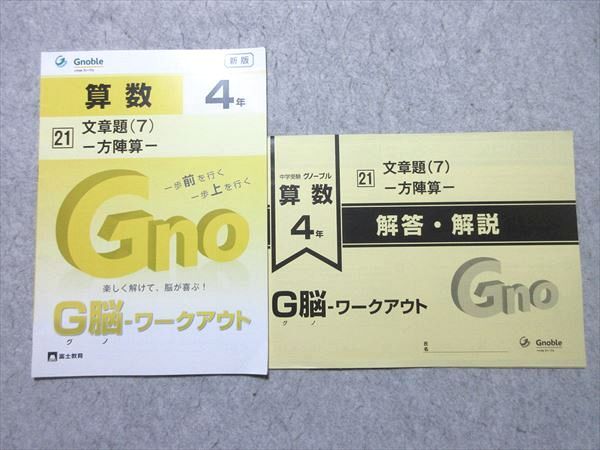 Gnoble
新版
算数
4年
21
文章題(7)
－方陣算－
一歩前を行く
一歩上を行く
Gno
楽しく解けて、脳が喜ぶ!
G脳-ワークアウト
グノ
富士教育
中学受験 グノーブル
算数
4年
21
文章題(7)
－方陣算－
解答・解説
Gno
G脳-ワークアウト
グノ
氏名
Gnoble